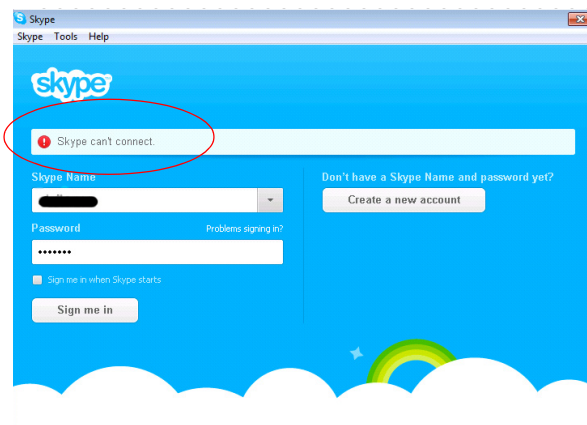 Skype
Skype Tools Help
skype
Skype can't connect.
Skype Name
Don't have a Skype Name and password yet?
Create a new account
Password
Problems signing in?
•••••••
Sign me in when Skype starts
Sign me in